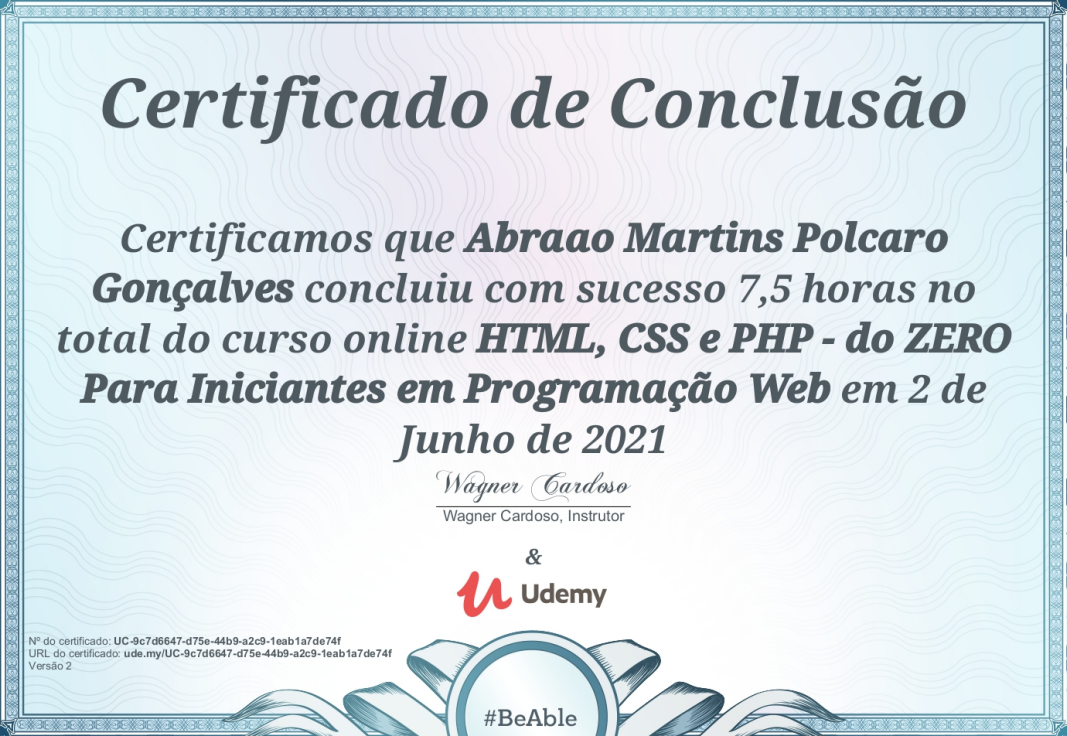 Certificado de Conclusão
Certificamos que Abraao Martins Polcaro
Gonçalves concluiu com sucesso 7,5 horas no
total do curso online HTML, CSS e PHP - do ZERO
Para Iniciantes em Programação Web em 2 de
Junho de 2021
Wagner Cardoso
Wagner Cardoso, Instrutor
&
Udemy
Nº do certificado: UC-9c7d6647-d75e-44b9-a2c9-1eab1a7de74f
URL do certificado: ude.my/UC-9c7d6647-d75e-44b9-a2c9-1eab1a7de74f
Versão 2
#BeAble